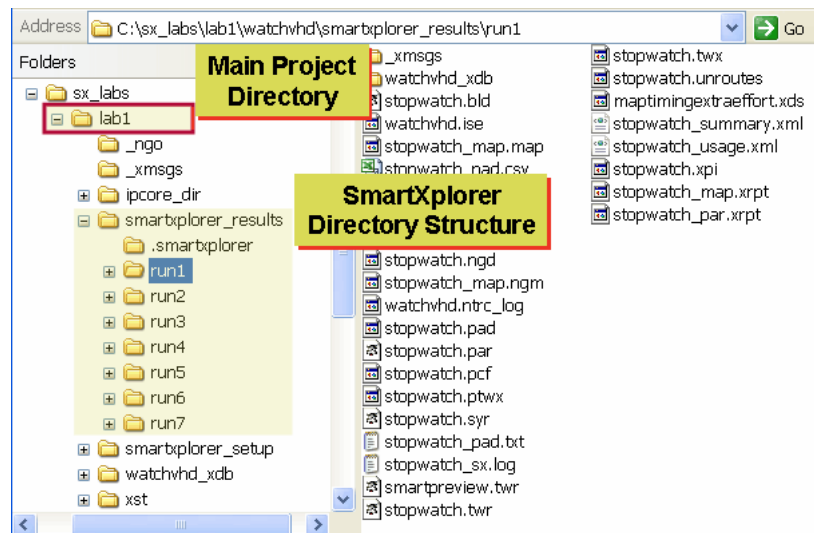 Address C:\sx_labs\lab1\watchvhd\smartxplorer_results\run1 Go
Folders
Main Project
Directory
sx_labs
lab1
_ngo
_xmsgs
ipcore_dir
smartxplorer_results
.smartxplorer
run1
run2
run3
run4
run5
run6
run7
smartxplorer_setup
watchvhd_xdb
xst
SmartXplorer
Directory Structure
_xmsgs
watchvhd_xdb
stopwatch.bld
watchvhd.ise
stopwatch_map.map
stopwatch_pad.csv
stopwatch.ngd
stopwatch_map.ngm
watchvhd.ntrc_log
stopwatch.pad
stopwatch.par
stopwatch.pcf
stopwatch.ptwx
stopwatch.syr
stopwatch_pad.txt
stopwatch_sx.log
smartpreview.twr
stopwatch.twr
stopwatch.twx
stopwatch.unroutes
maptimingextraeffort.xds
stopwatch_summary.xml
stopwatch_usage.xml
stopwatch.xpi
stopwatch_map.xrpt
stopwatch_par.xrpt